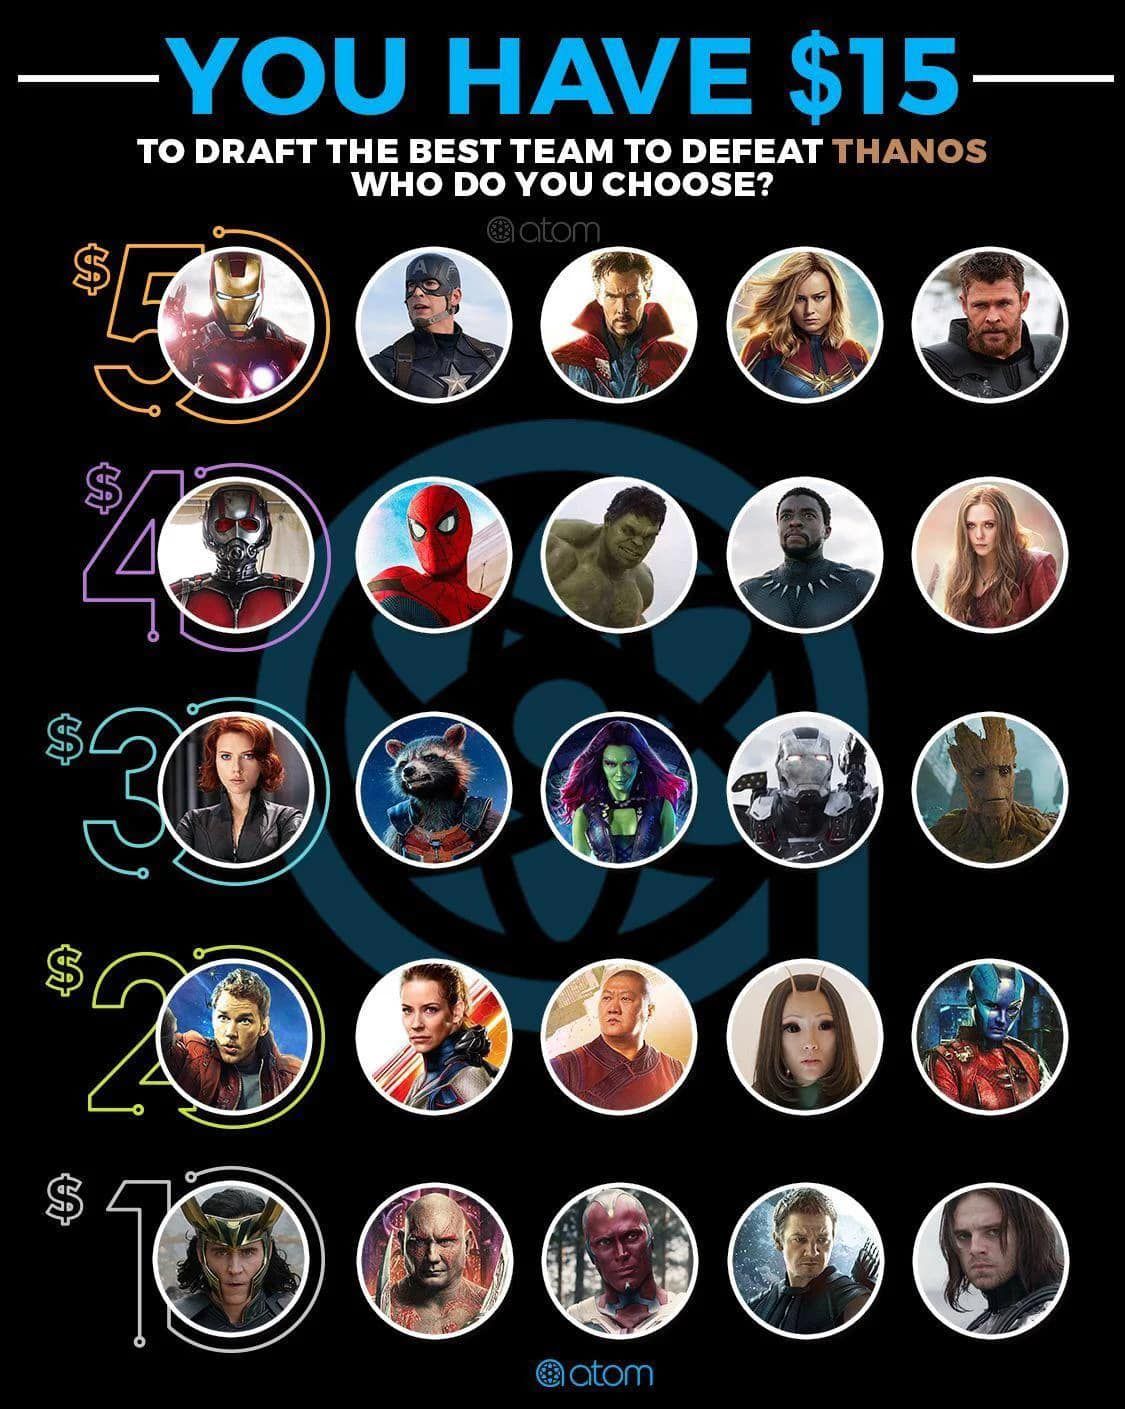 YOU HAVE $15
TO DRAFT THE BEST TEAM TO DEFEAT THANOS
WHO DO YOU CHOOSE?
atom
$5
A
$4
$3
$2
$1
atom